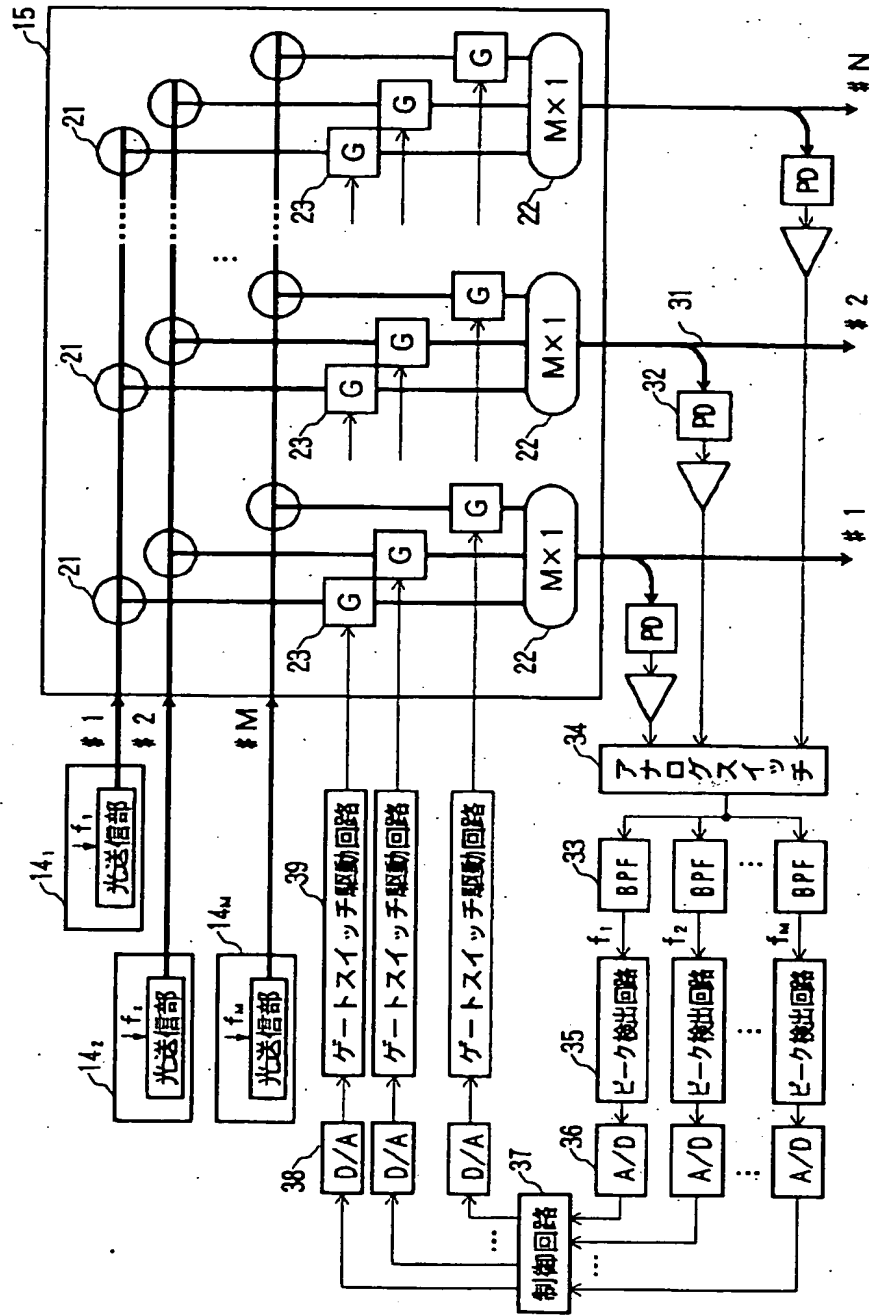 15
21
21
21
G
G
G
G
G
G
G
G
G
23
23
23
M×1
M×1
M×1
22
22
22
14₁
f₁
光送信部
#1
14₂
f₂
光送信部
#2
14M
fM
光送信部
#M
39
ゲートスイッチ駆動回路
ゲートスイッチ駆動回路
ゲートスイッチ駆動回路
38
D/A
D/A
D/A
37
制御回路
36
A/D
A/D
A/D
35
ピーク検出回路
ピーク検出回路
ピーク検出回路
f₁
f₂
fM
33
BPF
BPF
BPF
34
アナログスイッチ
PD
32
PD
PD
31
#1
#2
#N